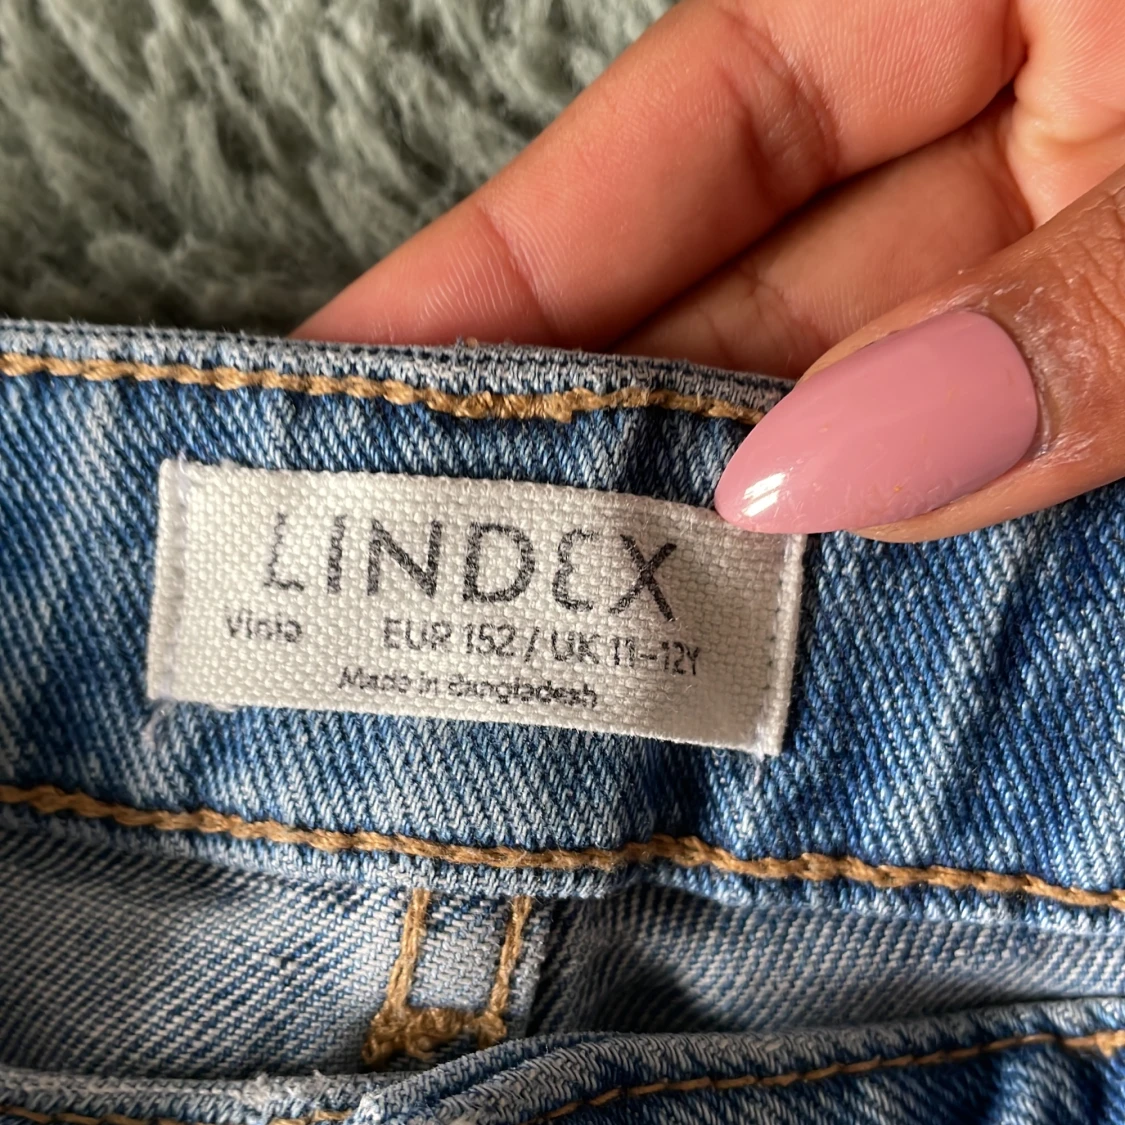 LINDEX
Viola EUR 152 / UK 11–12Y
Made in Bangladesh